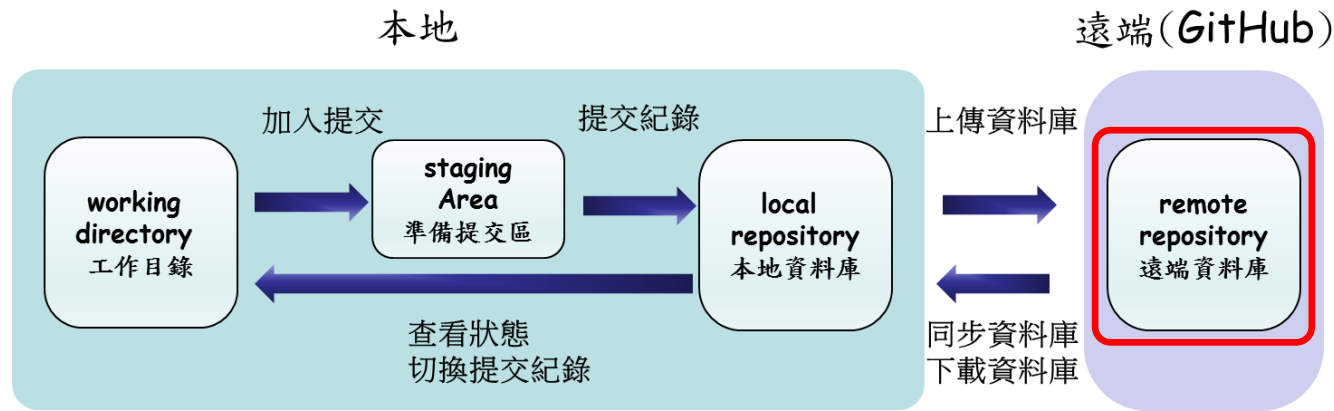 本地
遠端(GitHub)
加入提交
提交紀錄
上傳資料庫
working
directory
工作目錄
staging
Area
準備提交區
local
repository
本地資料庫
remote
repository
遠端資料庫
查看狀態
切換提交紀錄
同步資料庫
下載資料庫